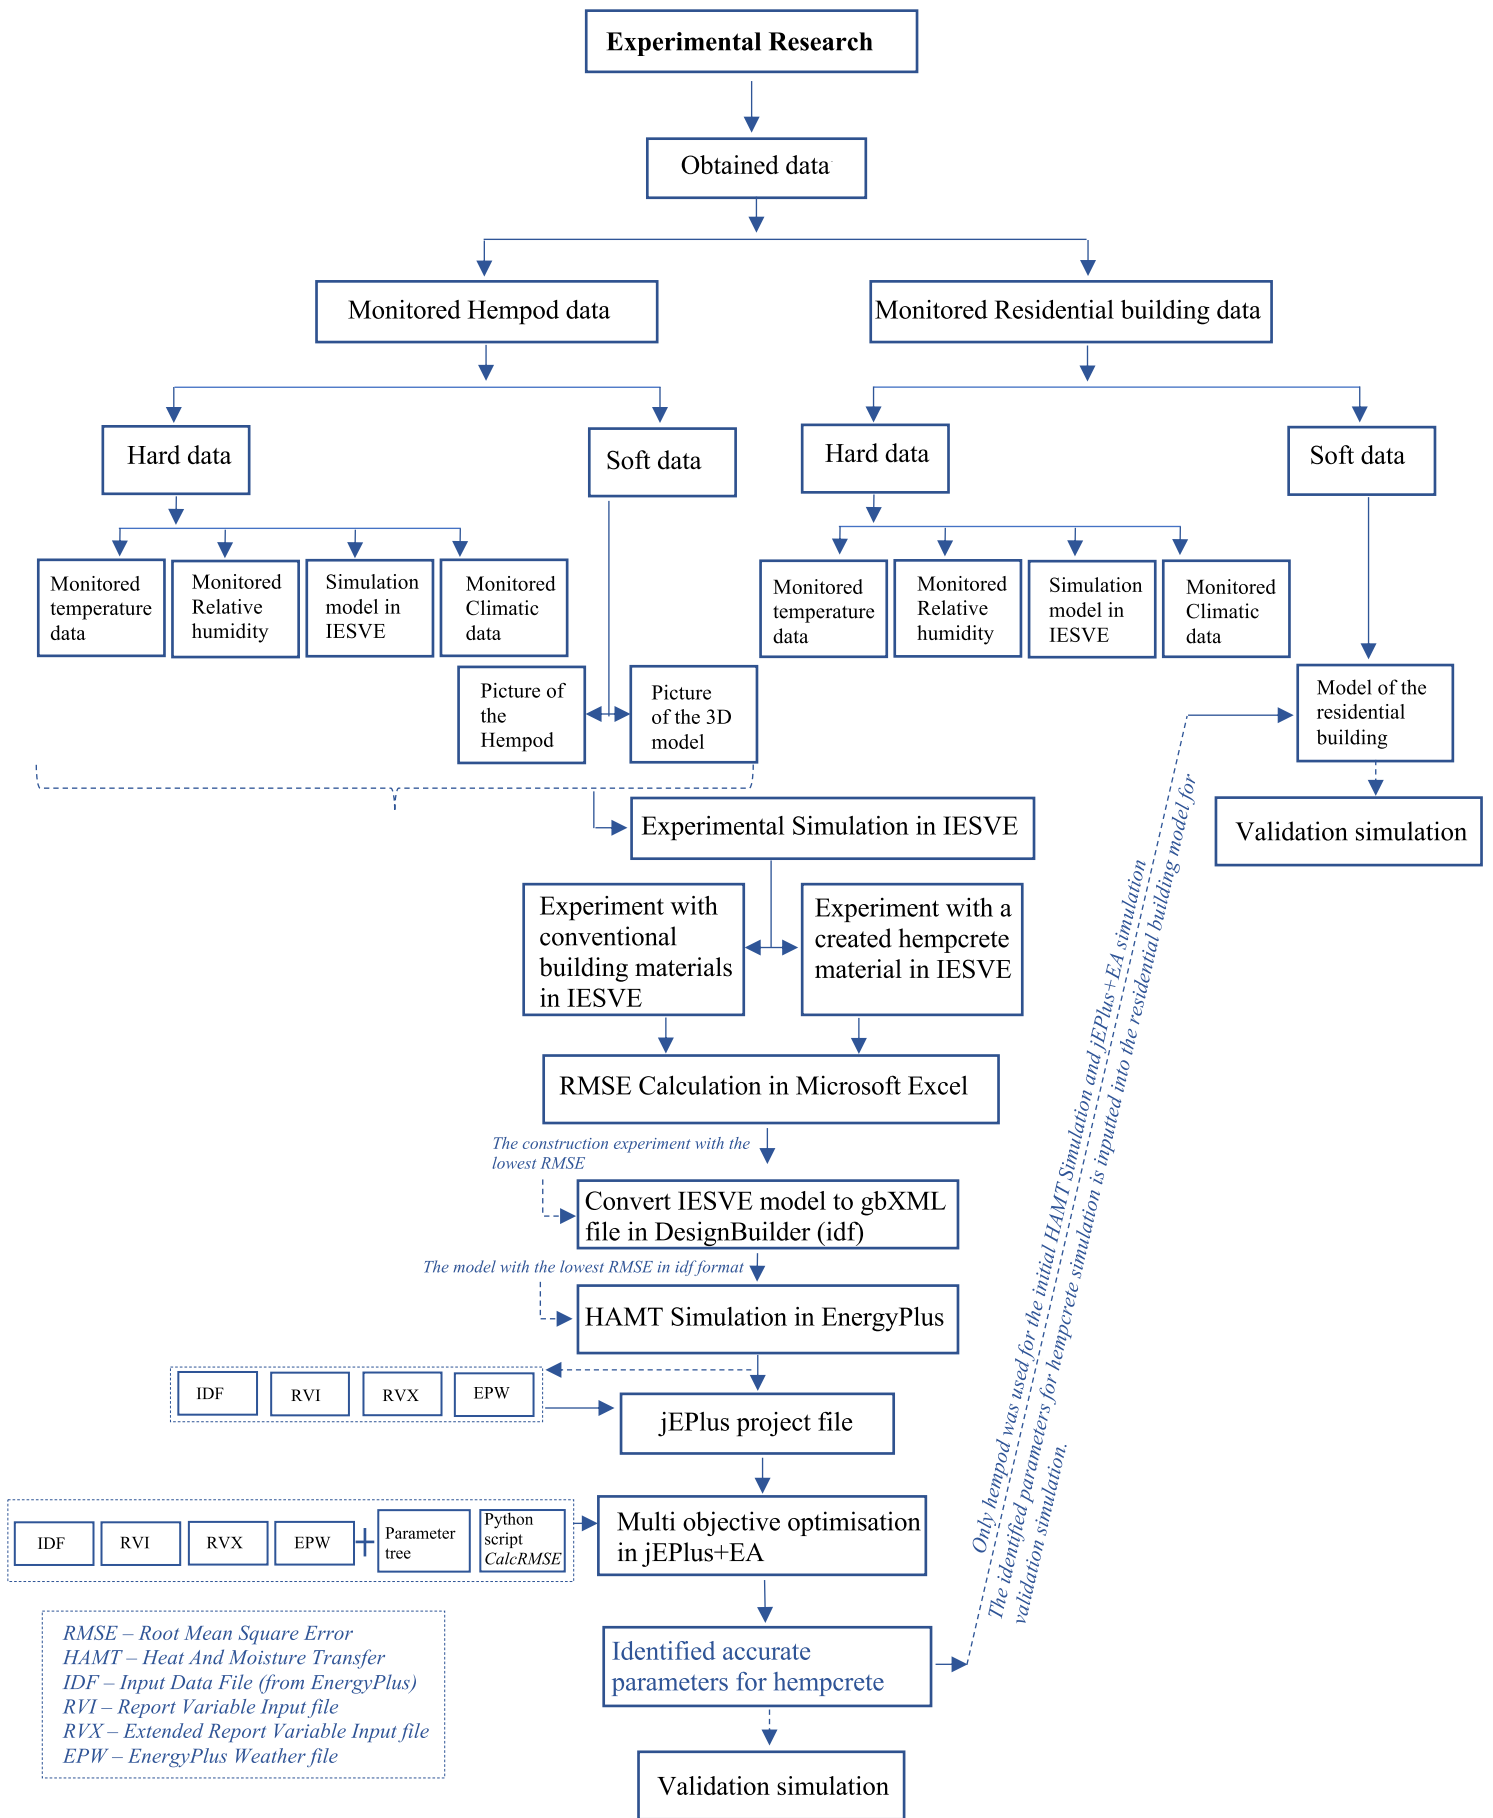 Experimental Research
Obtained data
Monitored Hempod data
Monitored Residential building data
Hard data
Soft data
Hard data
Soft data
Monitored
temperature
data
Monitored
Relative
humidity
Simulation
model in
IESVE
Monitored
Climatic
data
Monitored
temperature
data
Monitored
Relative
humidity
Simulation
model in
IESVE
Monitored
Climatic
data
Picture of
the
Hempod
Picture
of the 3D
model
Model of the
residential
building
Validation simulation
Experimental Simulation in IESVE
Experiment with
conventional
building materials
in IESVE
Experiment with a
created hempcrete
material in IESVE
RMSE Calculation in Microsoft Excel
The construction experiment with the
lowest RMSE
Convert IESVE model to gbXML
file in DesignBuilder (idf)
The model with the lowest RMSE in idf format
HAMT Simulation in EnergyPlus
IDF
RVI
RVX
EPW
jEPlus project file
IDF
RVI
RVX
EPW
+
Parameter
tree
Python
script
CalcRMSE
Multi objective optimisation
in jEPlus+EA
Only hempod was used for the initial HAMT Simulation and jEPlus+EA simulation
The identified parameters for hempcrete simulation is inputted into the residential building model for
validation simulation.
Identified accurate
parameters for hempcrete
Validation simulation
RMSE – Root Mean Square Error
HAMT – Heat And Moisture Transfer
IDF – Input Data File (from EnergyPlus)
RVI – Report Variable Input file
RVX – Extended Report Variable Input file
EPW – EnergyPlus Weather file